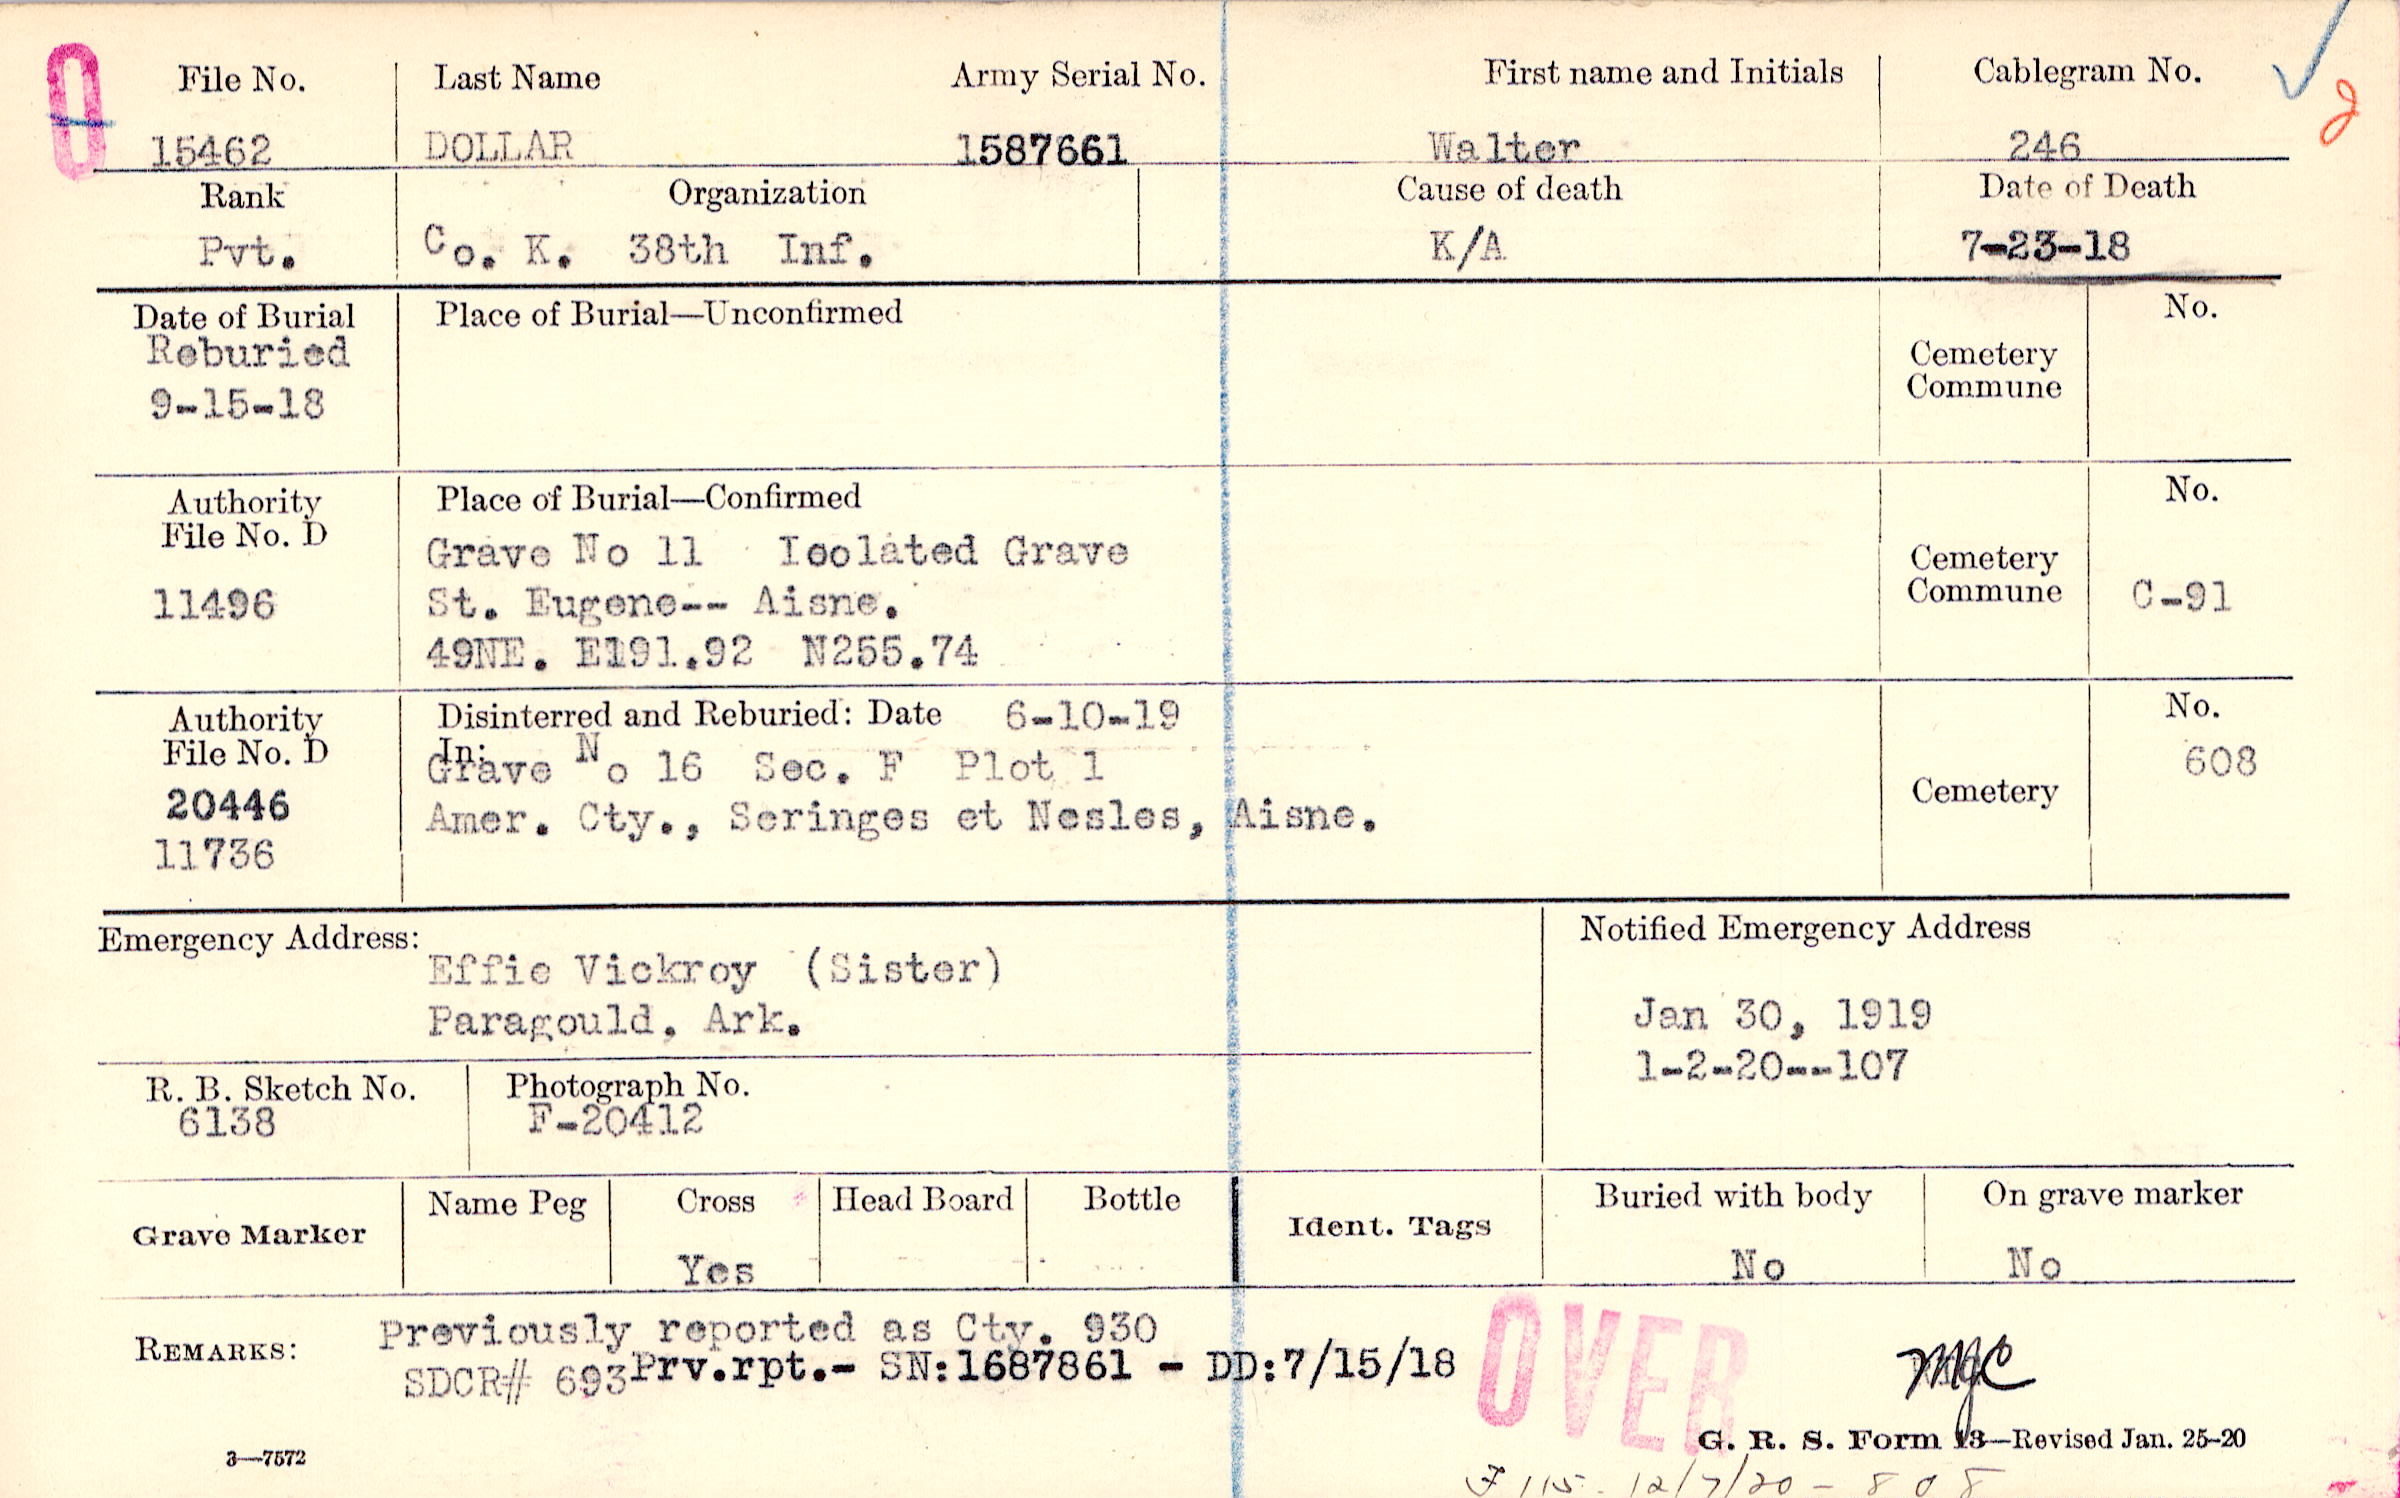 O
File No. Last Name Army Serial No. First name and Initials Cablegram No.
15462 DOLLAR 1587661 Walter 246
Rank Organization Cause of death Date of Death
Pvt. Co. K. 38th Inf. K/A 7-23-18
Date of Burial Place of Burial—Unconfirmed No.
Reburied Cemetery
9-15-18 Commune
Authority Place of Burial—Confirmed No.
File No. D Grave No 11 Isolated Grave Cemetery
11496 St. Eugene-- Aisne. Commune C-91
49NE. E191.92 N255.74
Authority Disinterred and Reburied: Date 6-10-19 No.
File No. D In: Grave No 16 Sec. F Plot 1 608
20446 Amer. Cty., Seringes et Nesles, Aisne. Cemetery
11736
Emergency Address: Notified Emergency Address
Effie Vickroy (Sister)
Paragould, Ark. Jan 30, 1919
1-2-20--107
R. B. Sketch No. Photograph No.
6138 F-20412
Grave Marker Name Peg Cross Head Board Bottle Ident. Tags Buried with body On grave marker
Yes No No
REMARKS: Previously reported as Cty. 930
SDCR# 693 Prv.rpt.- SN:1687861 - DD:7/15/18
OVER
MJC
G. R. S. Form 13—Revised Jan. 25-20
3—7572
115- 12/7/20 - 808